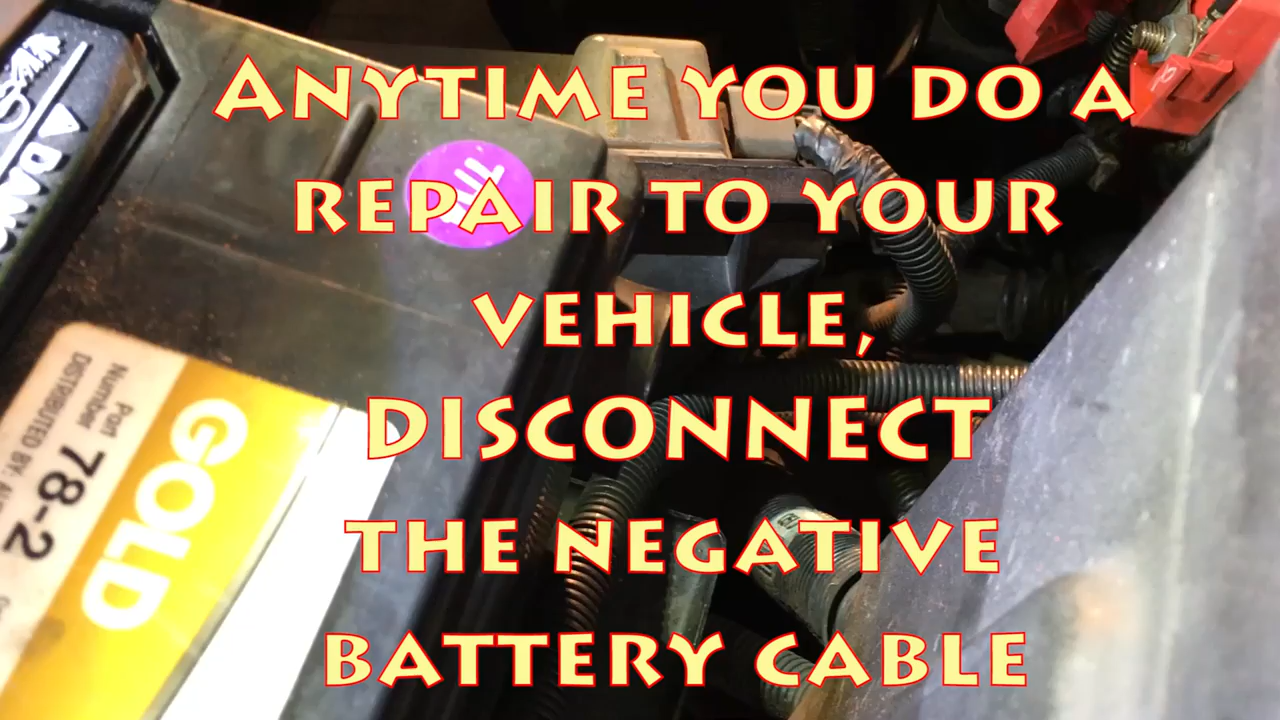 ANYTIME YOU DO A
REPAIR TO YOUR
VEHICLE,
DISCONNECT
THE NEGATIVE
BATTERY CABLE
GOLD
Part
Number 78-2
DISTRIBUTED BY: